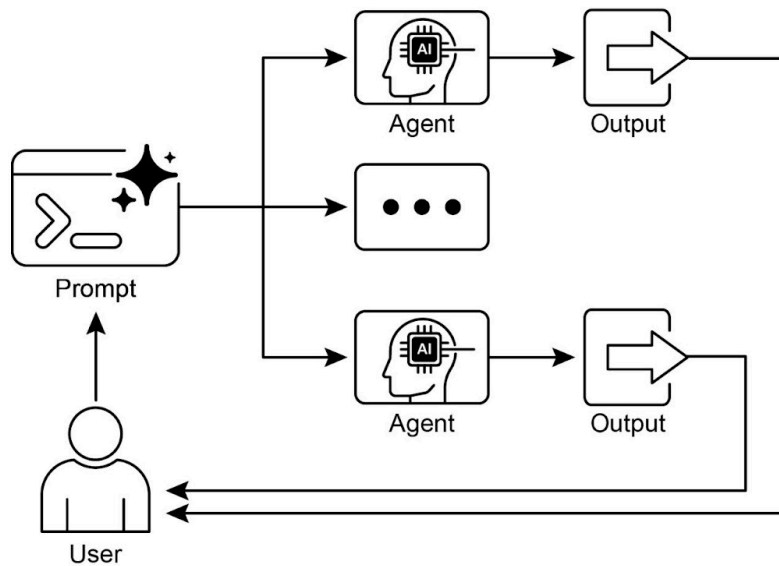 AI
Agent
Output
Prompt
AI
Agent
Output
User